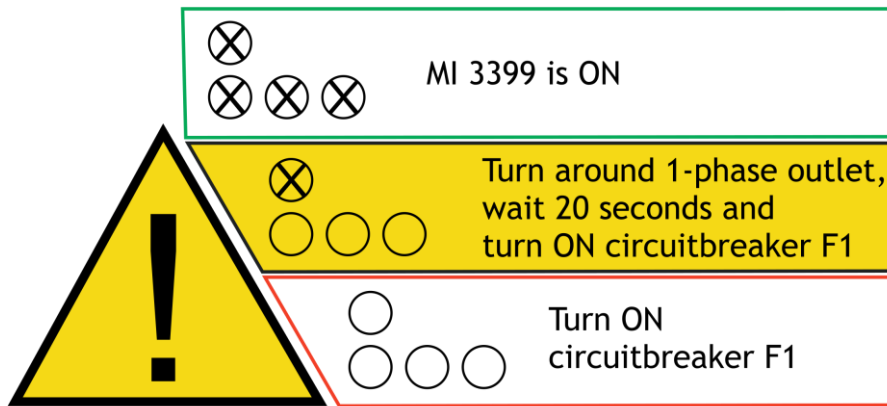 MI 3399 is ON
Turn around 1-phase outlet,
wait 20 seconds and
turn ON circuitbreaker F1
Turn ON
circuitbreaker F1
!